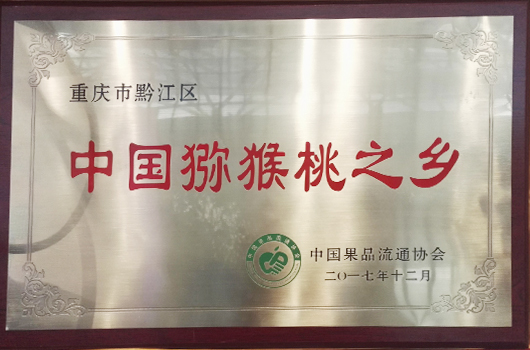 重庆市黔江区
中国猕猴桃之乡
中国果品流通协会
二〇一七年十二月